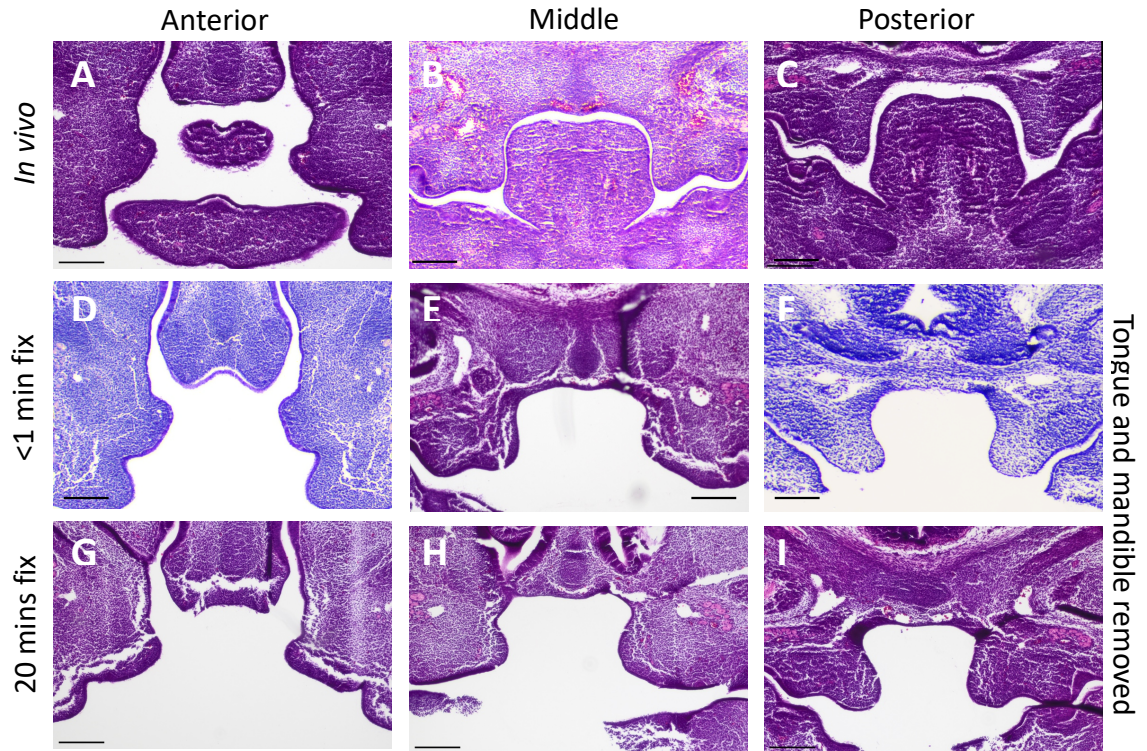 Anterior
Middle
Posterior
In vivo
A
B
C
<1 min fix
D
E
F
20 mins fix
G
H
I
Tongue and mandible removed